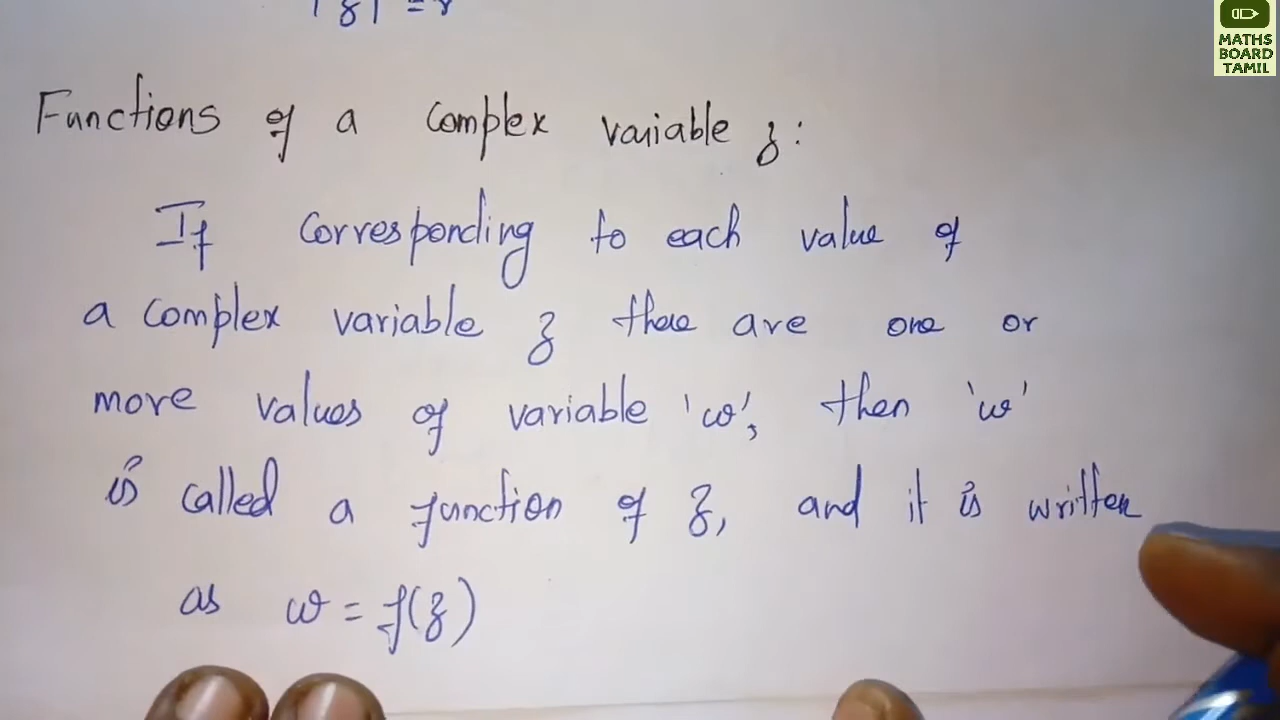 |z| = r
Functions of a complex variable z:
If corresponding to each value of
a complex variable z there are one or
more values of variable 'w', then 'w'
is called a function of z, and it is written
as w = f(z)
MATHS
BOARD
TAMIL